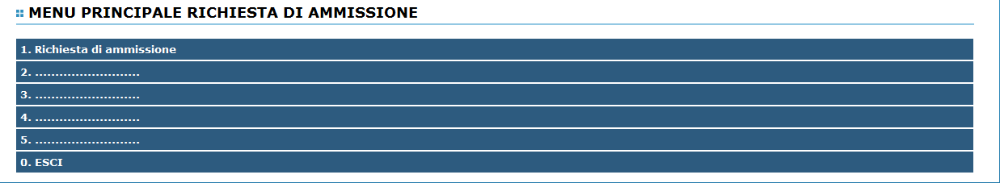 MENU PRINCIPALE RICHIESTA DI AMMISSIONE
1. Richiesta di ammissione
2. ..........................
3. ..........................
4. ..........................
5. ..........................
0. ESCI